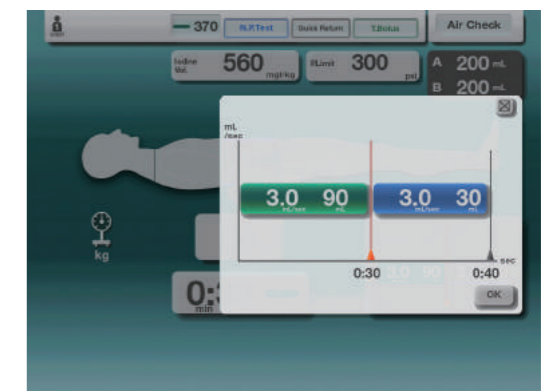 370 N.P.Test Quick Return T.Bolus Air Check
Iodine Vol. 560 mgI/kg P.Limit 300 psi A 200 mL
B 200 mL
mL /sec
3.0 mL/sec 90 mL 3.0 mL/sec 30 mL
sec
0:30 0:40
kg
OK
0:
min